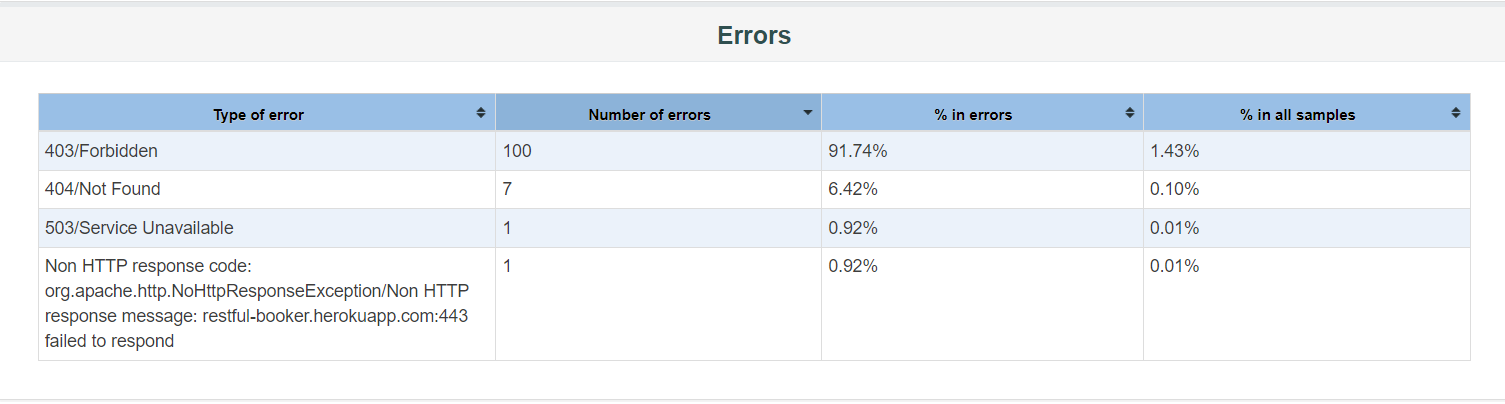 Errors
Type of error Number of errors % in errors % in all samples
403/Forbidden 100 91.74% 1.43%
404/Not Found 7 6.42% 0.10%
503/Service Unavailable 1 0.92% 0.01%
Non HTTP response code: 1 0.92% 0.01%
org.apache.http.NoHttpResponseException/Non HTTP
response message: restful-booker.herokuapp.com:443
failed to respond